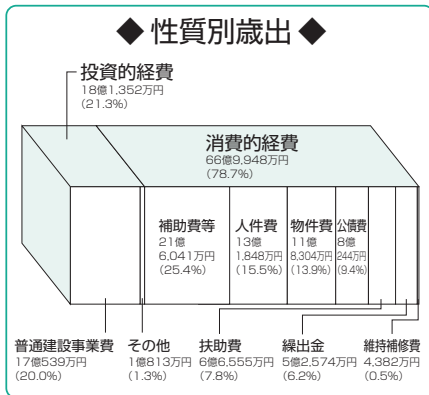 ◆ 性質別歳出 ◆
投資的経費
18億1,352万円
(21.3%)
消費的経費
66億9,948万円
(78.7%)
補助費等
21億
6,041万円
(25.4%)
人件費
13億
1,848万円
(15.5%)
物件費
11億
8,304万円
(13.9%)
公債費
8億
244万円
(9.4%)
普通建設事業費
17億539万円
(20.0%)
その他
1億813万円
(1.3%)
扶助費
6億6,555万円
(7.8%)
繰出金
5億2,574万円
(6.2%)
維持補修費
4,382万円
(0.5%)